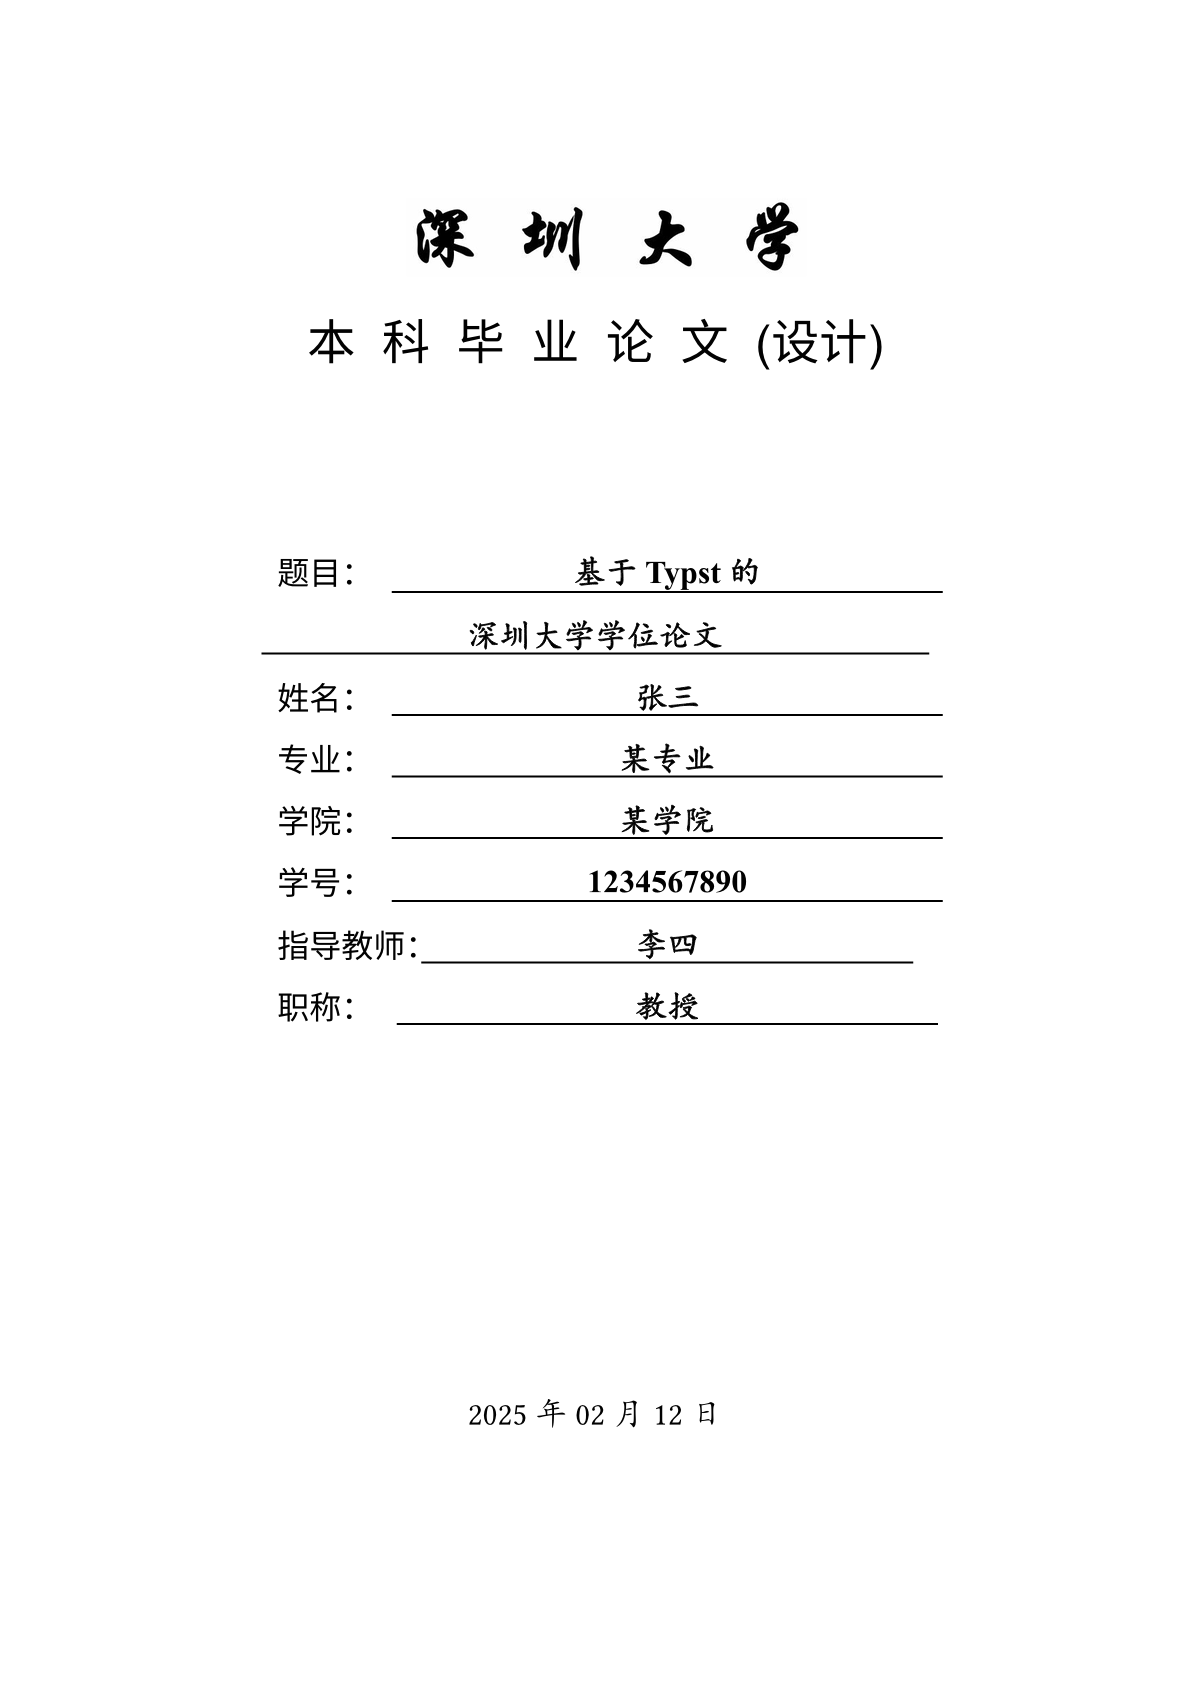 深 圳 大 学
本 科 毕 业 论 文 (设计)
题目： 基于 Typst 的
深圳大学学位论文
姓名： 张三
专业： 某专业
学院： 某学院
学号： 1234567890
指导教师： 李四
职称： 教授
2025 年 02 月 12 日